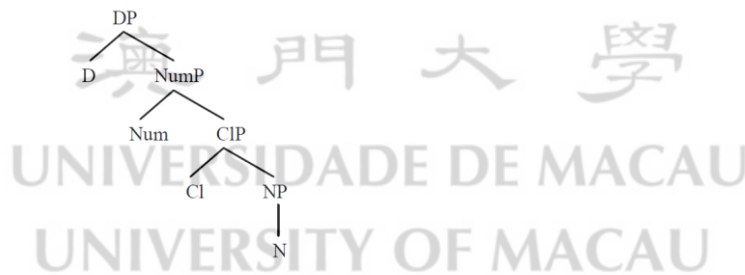 DP
澳門大學
D NumP
Num ClP
UNIVERSIDADE DE MACAU
Cl NP
UNIVERSITY OF MACAU
N